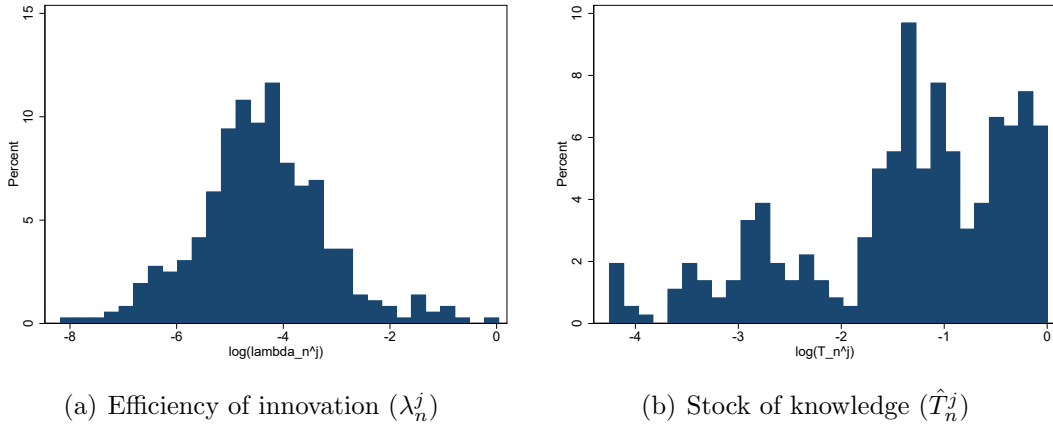 15
10
5
0
Percent
-8 -6 -4 -2 0
log(lambda_n^j)
(a) Efficiency of innovation (λ_n^j)
10
8
6
4
2
0
Percent
-4 -3 -2 -1 0
log(T_n^j)
(b) Stock of knowledge (T̂_n^j)